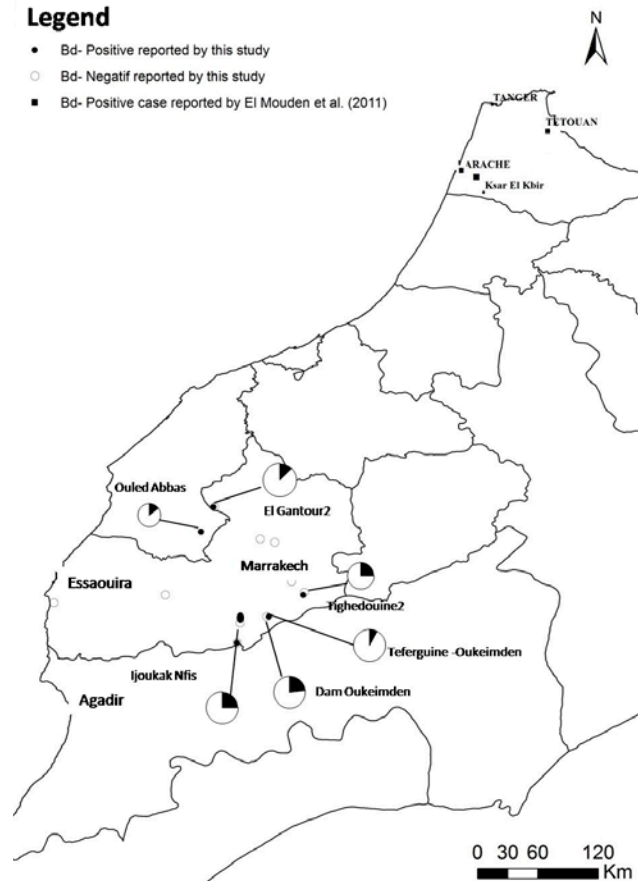 Legend
N
Bd- Positive reported by this study
Bd- Negatif reported by this study
Bd- Positive case reported by El Mouden et al. (2011)
TANGER
TETOUAN
ARACHE
Ksar El Kbir
Ouled Abbas
El Gantour2
Marrakech
Essaouira
Tighedouine2
Teferguine -Oukeimden
Ijoukak Nfis
Dam Oukeimden
Agadir
0 30 60 120
Km